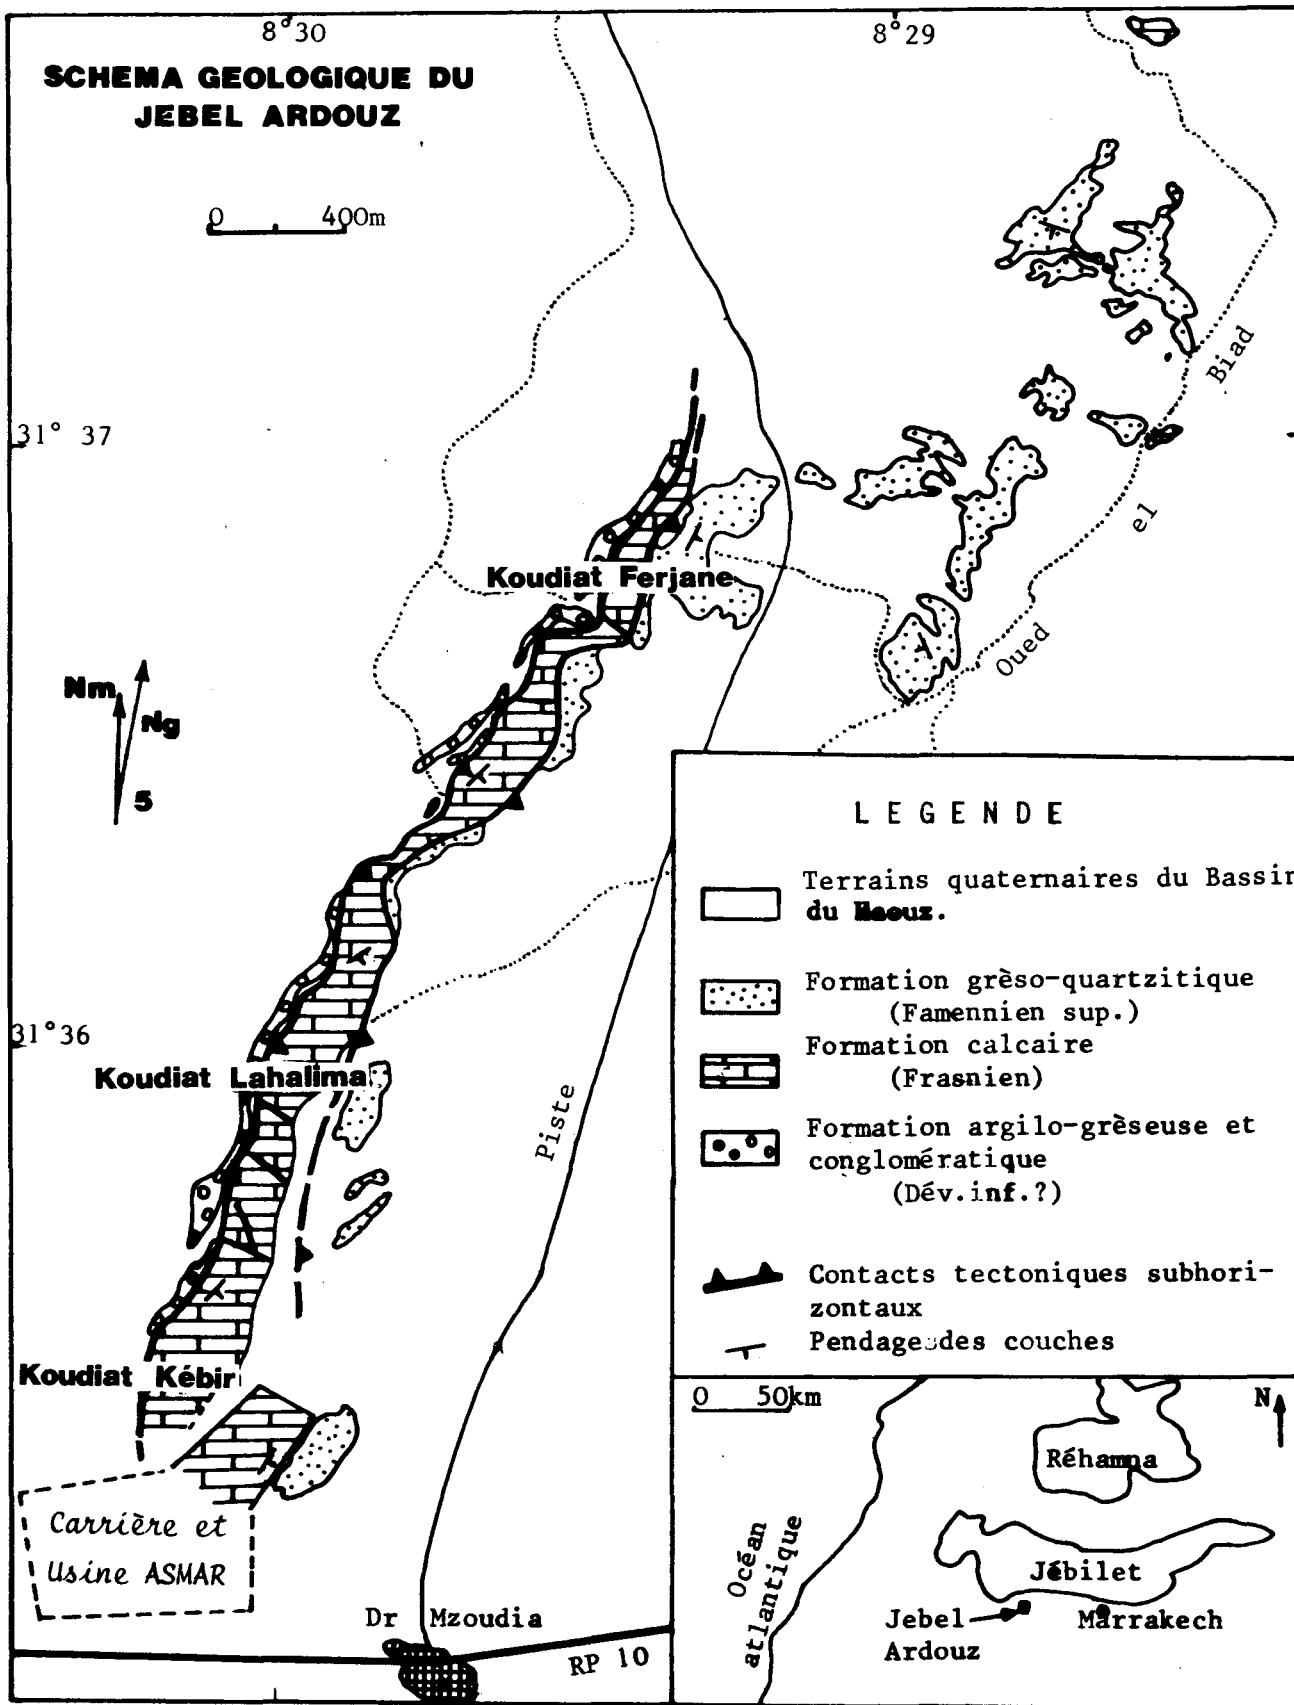 8°30
8°29
SCHEMA GEOLOGIQUE DU
JEBEL ARDOUZ
0 400m
31° 37
Biad
el
Oued
Koudiat Ferjane
Nm
Ng
5
31°36
Koudiat Lahalima
Piste
Koudiat Kébir
Carrière et
Usine ASMAR
Dr Mzoudia
RP 10
LEGENDE
Terrains quaternaires du Bassin
du Haouz.
Formation grèso-quartzitique
(Famennien sup.)
Formation calcaire
(Frasnien)
Formation argilo-grèseuse et
conglomératique
(Dév.inf.?)
Contacts tectoniques subhori-
zontaux
Pendage des couches
0 50km
N
Réhamna
Océan
atlantique
Jébilet
Jebel
Ardouz
Marrakech